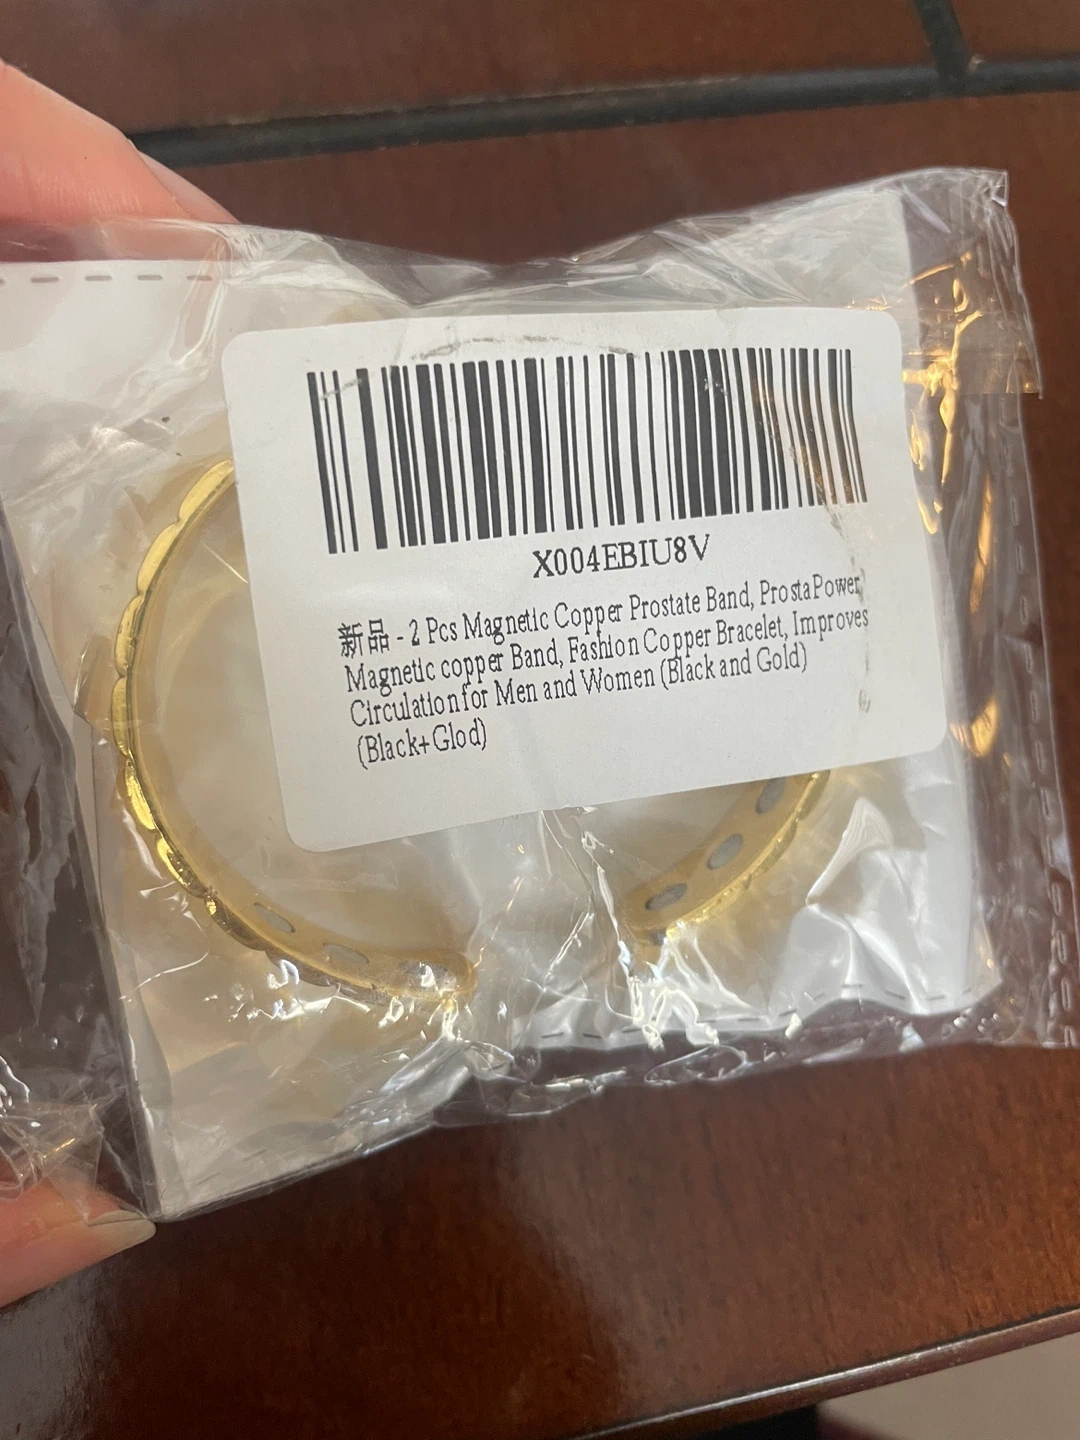 X004EBIU8V
新品 - 2 Pcs Magnetic Copper Prostate Band, ProstaPower
Magnetic copper Band, Fashion Copper Bracelet, Improves
Circulation for Men and Women (Black and Gold)
(Black+Glod)